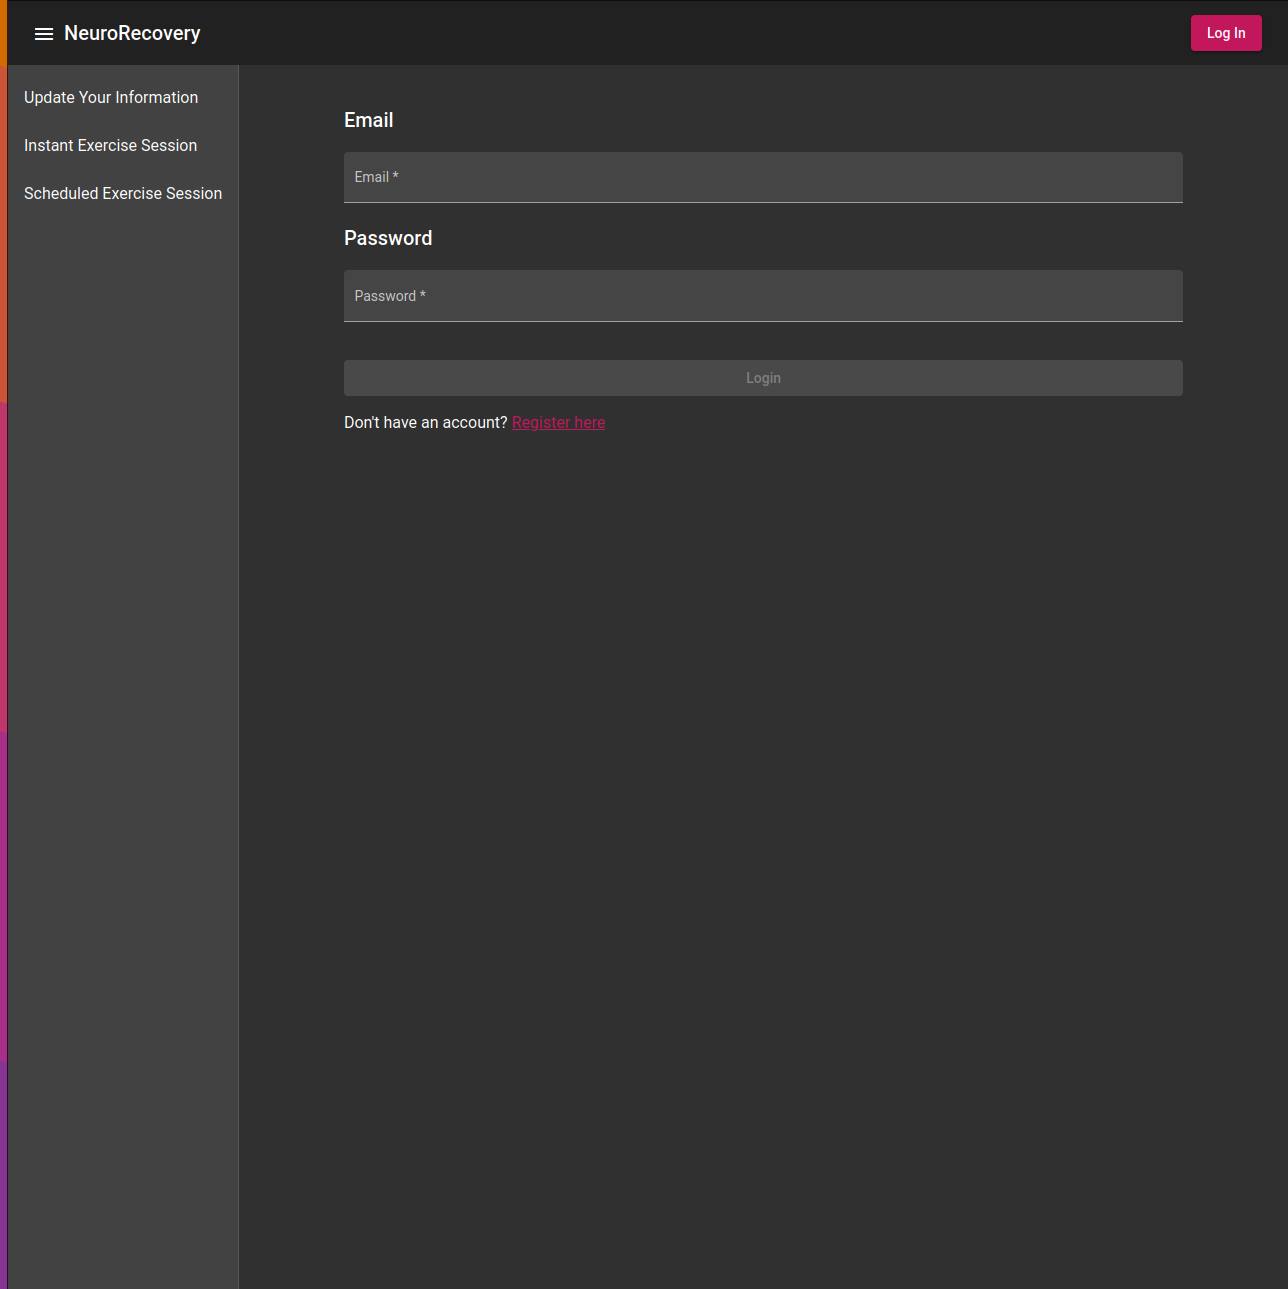 NeuroRecovery
Log In
Update Your Information
Instant Exercise Session
Scheduled Exercise Session
Email
Email *
Password
Password *
Login
Don't have an account? Register here